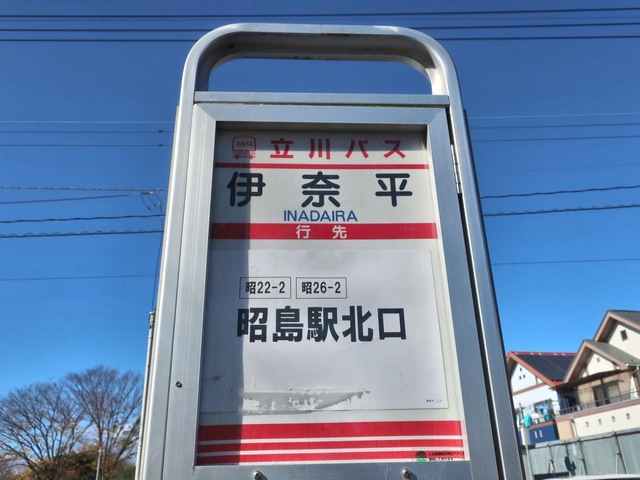 立川バス
伊奈平
INADAIRA
行先
昭22-2 昭26-2
昭島駅北口